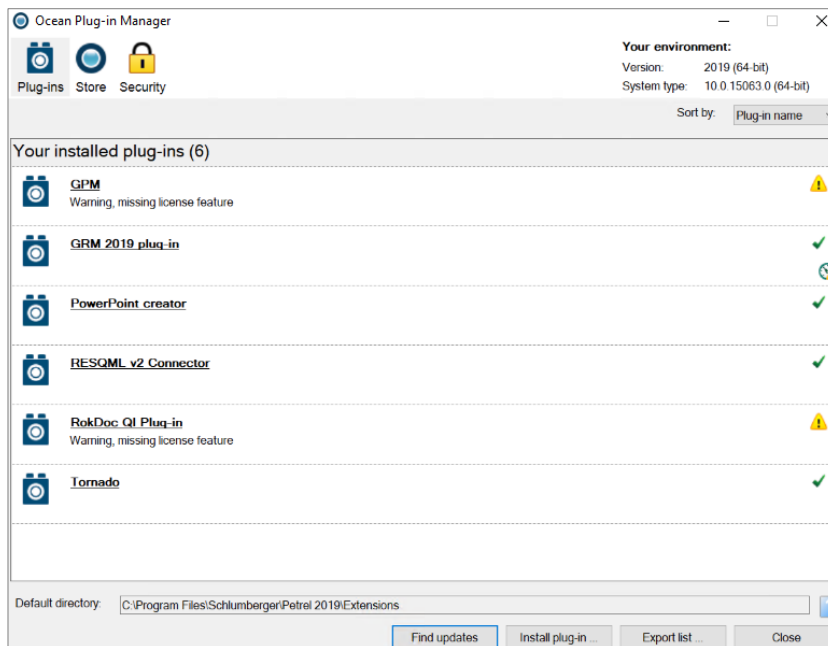 Ocean Plug-in Manager
Plug-ins Store Security
Your environment:
Version: 2019 (64-bit)
System type: 10.0.15063.0 (64-bit)
Sort by: Plug-in name
Your installed plug-ins (6)
GPM
Warning, missing license feature
GRM 2019 plug-in
PowerPoint creator
RESQML v2 Connector
RokDoc QI Plug-in
Warning, missing license feature
Tornado
Default directory: C:\Program Files\Schlumberger\Petrel 2019\Extensions
Find updates Install plug-in ... Export list ... Close